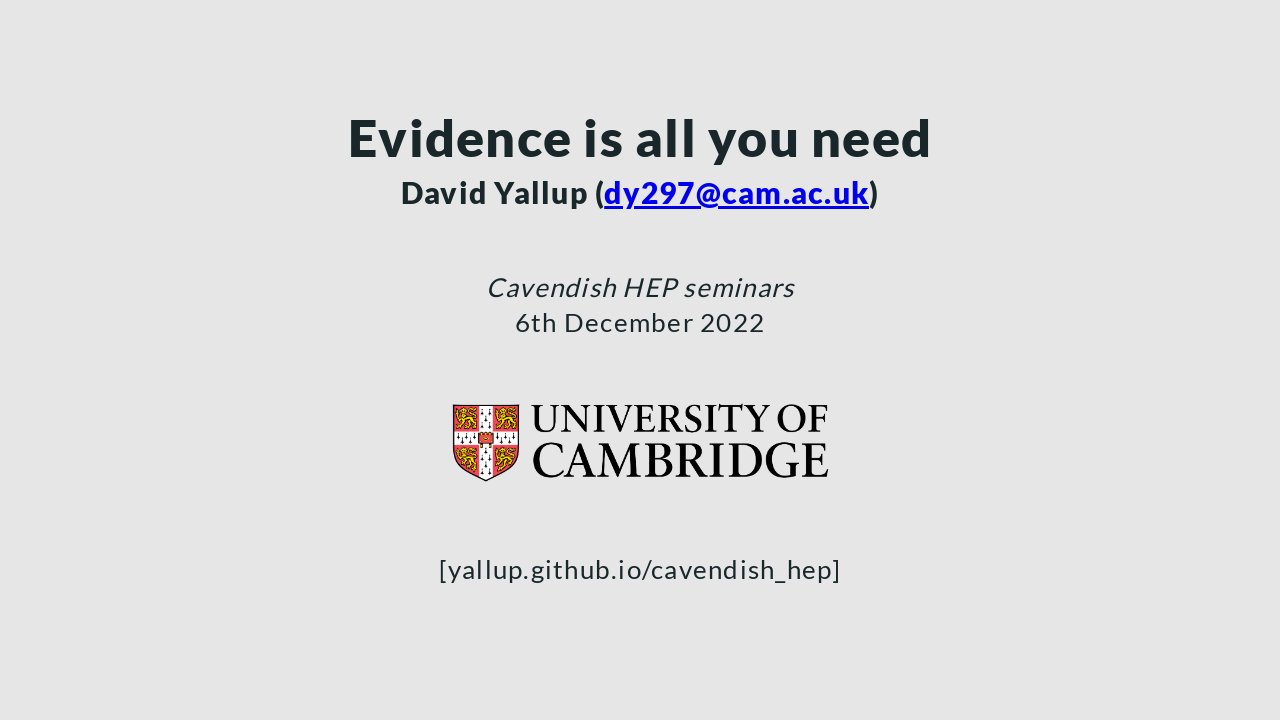 Evidence is all you need
David Yallup (dy297@cam.ac.uk)
Cavendish HEP seminars
6th December 2022
UNIVERSITY OF
CAMBRIDGE
[yallup.github.io/cavendish_hep]